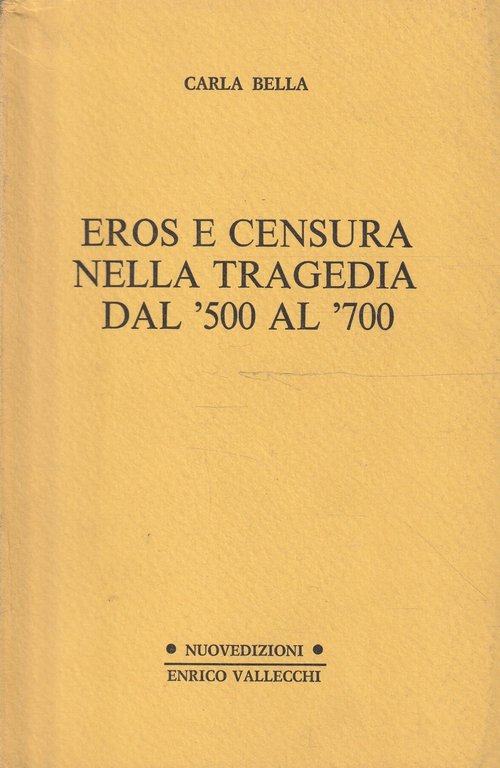 CARLA BELLA
EROS E CENSURA
NELLA TRAGEDIA
DAL ’500 AL ’700
• NUOVEDIZIONI •
ENRICO VALLECCHI